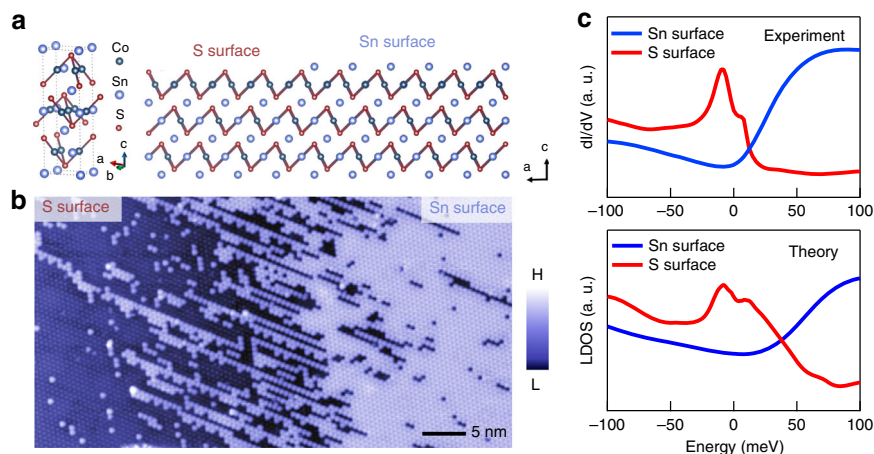 a
Co
Sn
S
c
a
b
S surface
Sn surface
c
a
b
S surface
Sn surface
H
L
5 nm
c
Sn surface
S surface
Experiment
dI/dV (a. u.)
−100
−50
0
50
100
Sn surface
S surface
Theory
LDOS (a. u.)
−100
−50
0
50
100
Energy (meV)